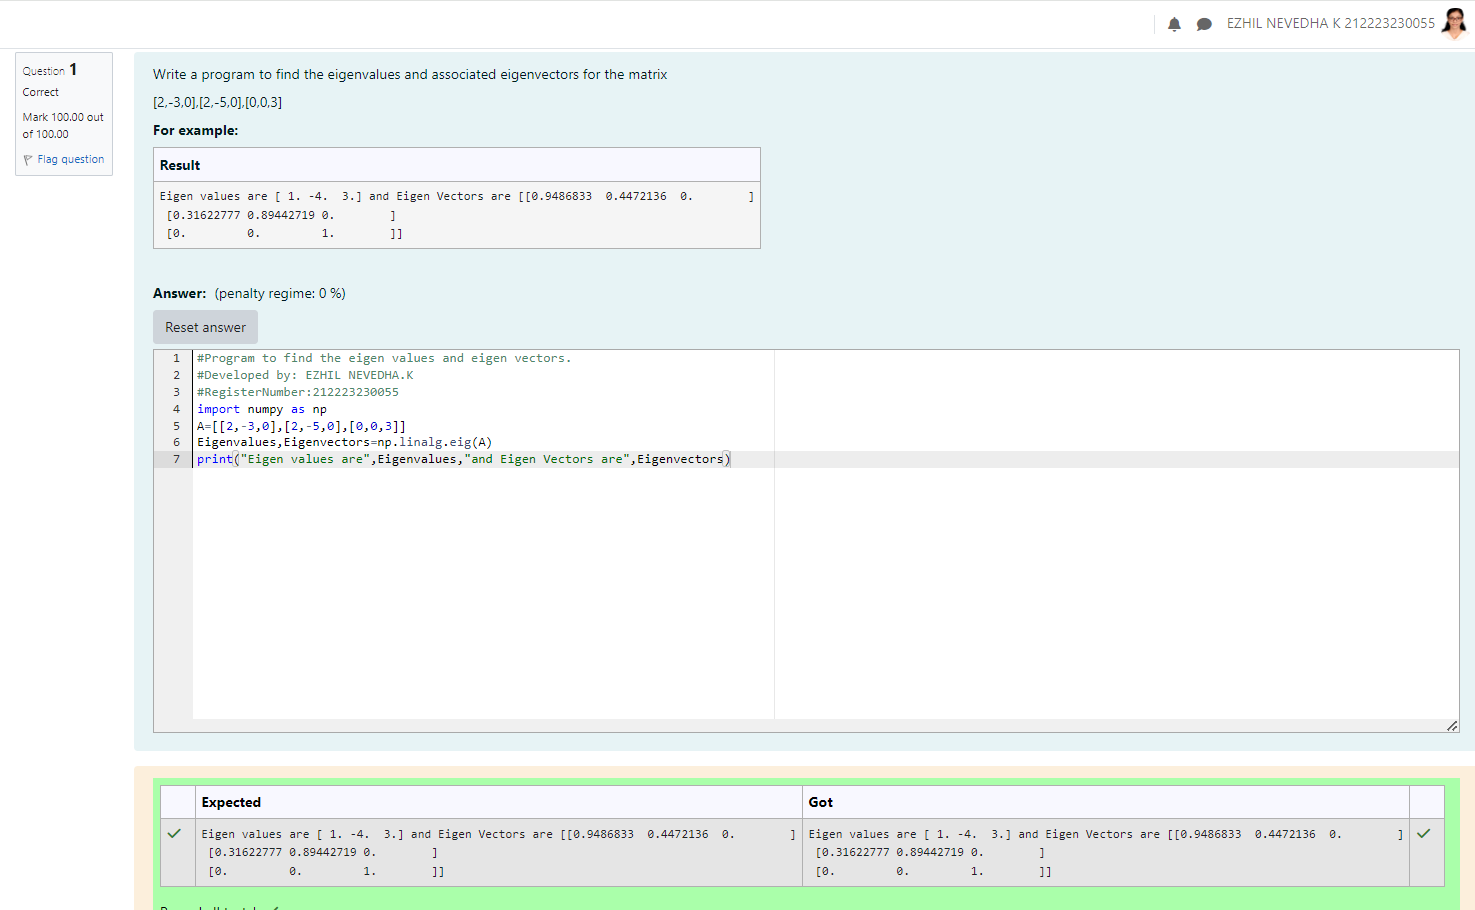 EZHIL NEVEDHA K 212223230055
Question 1
Correct
Mark 100.00 out
of 100.00
Flag question
Write a program to find the eigenvalues and associated eigenvectors for the matrix
[2,-3,0],[2,-5,0],[0,0,3]
For example:
Result
Eigen values are [ 1. -4.  3.] and Eigen Vectors are [[0.9486833  0.4472136  0.        ]
 [0.31622777 0.89442719 0.        ]
 [0.         0.         1.        ]]
Answer: (penalty regime: 0 %)
Reset answer
1 #Program to find the eigen values and eigen vectors.
2 #Developed by: EZHIL NEVEDHA.K
3 #RegisterNumber:212223230055
4 import numpy as np
5 A=[[2,-3,0],[2,-5,0],[0,0,3]]
6 Eigenvalues,Eigenvectors=np.linalg.eig(A)
7 print("Eigen values are",Eigenvalues,"and Eigen Vectors are",Eigenvectors)
Expected
Eigen values are [ 1. -4.  3.] and Eigen Vectors are [[0.9486833  0.4472136  0.        ]
 [0.31622777 0.89442719 0.        ]
 [0.         0.         1.        ]]
Got
Eigen values are [ 1. -4.  3.] and Eigen Vectors are [[0.9486833  0.4472136  0.        ]
 [0.31622777 0.89442719 0.        ]
 [0.         0.         1.        ]]